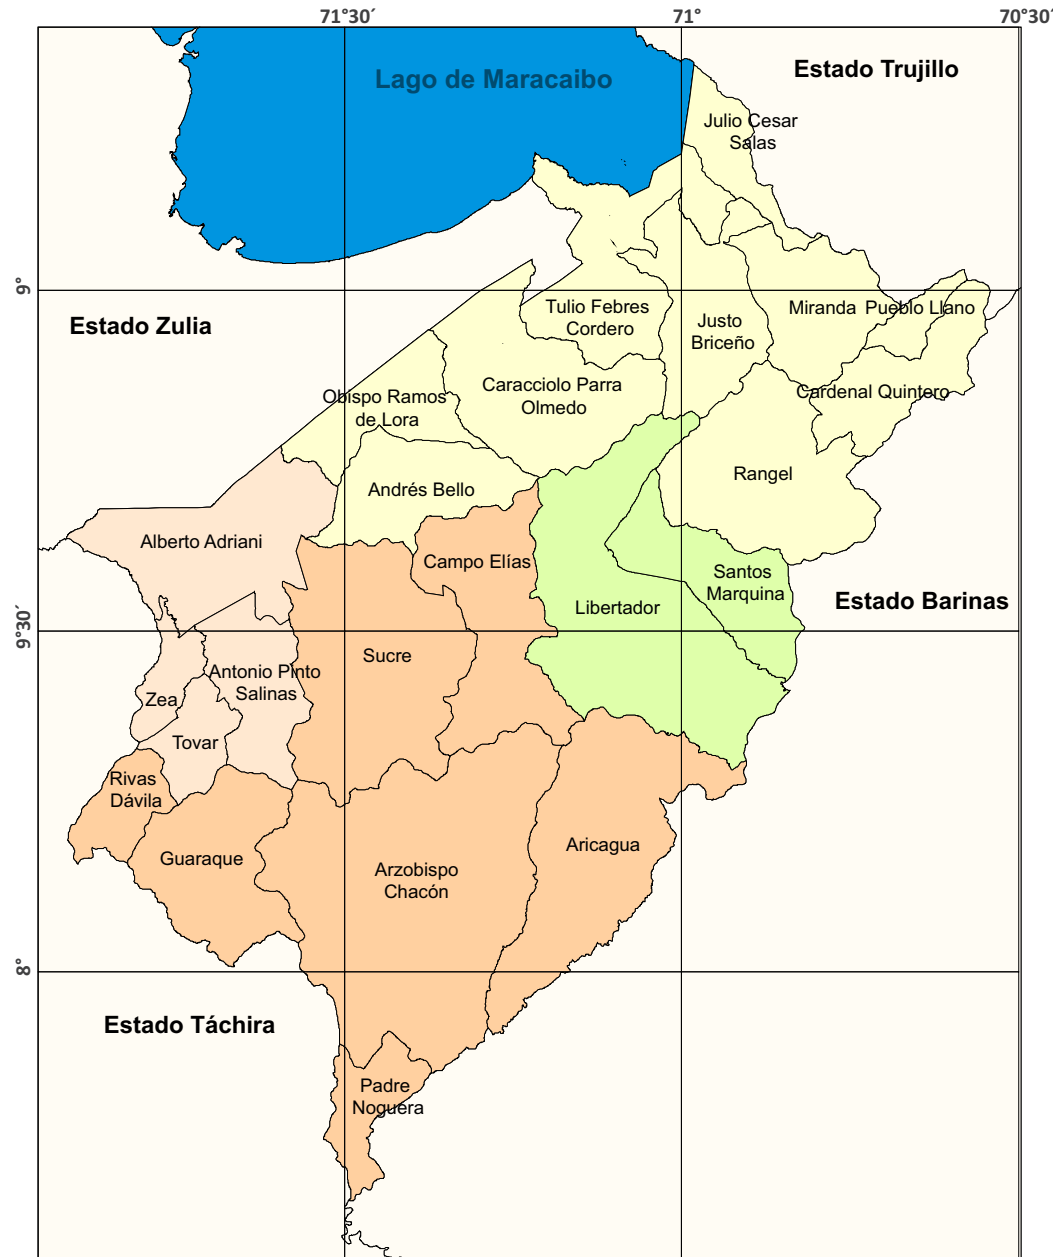 71°30´
71°
70°30´
Lago de Maracaibo
Estado Trujillo
Julio Cesar
Salas
9°
Estado Zulia
Tulio Febres
Cordero
Justo
Briceño
Miranda
Pueblo Llano
Obispo Ramos
de Lora
Caracciolo Parra
Olmedo
Cardenal Quintero
Andrés Bello
Rangel
Alberto Adriani
Campo Elías
Santos
Marquina
Libertador
Estado Barinas
9°30´
Sucre
Antonio Pinto
Salinas
Zea
Tovar
Rivas
Dávila
Guaraque
Arzobispo
Chacón
Aricagua
8°
Estado Táchira
Padre
Noguera